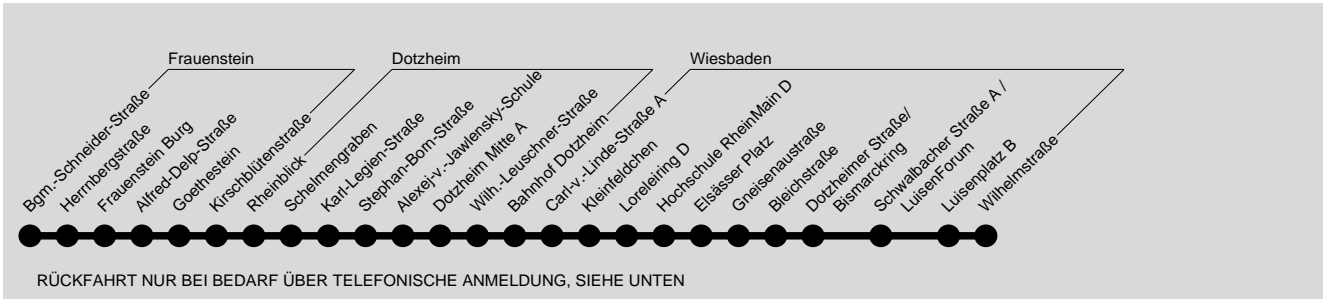 Frauenstein
Dotzheim
Wiesbaden
Bgm.-Schneider-Straße
Herrnbergstraße
Frauenstein Burg
Alfred-Delp-Straße
Goethestein
Kirschblütenstraße
Rheinblick
Schelmengraben
Karl-Legien-Straße
Stephan-Born-Straße
Alexej-v.-Jawlensky-Schule
Dotzheim Mitte A
Wilh.-Leuschner-Straße
Bahnhof Dotzheim
Carl-v.-Linde-Straße A
Kleinfeldchen
Loreleiring D
Hochschule RheinMain D
Elsässer Platz
Gneisenaustraße
Bleichstraße
Dotzheimer Straße/
Bismarckring
Schwalbacher Straße A /
LuisenForum
Luisenplatz B
Wilhelmstraße
RÜCKFAHRT NUR BEI BEDARF ÜBER TELEFONISCHE ANMELDUNG, SIEHE UNTEN